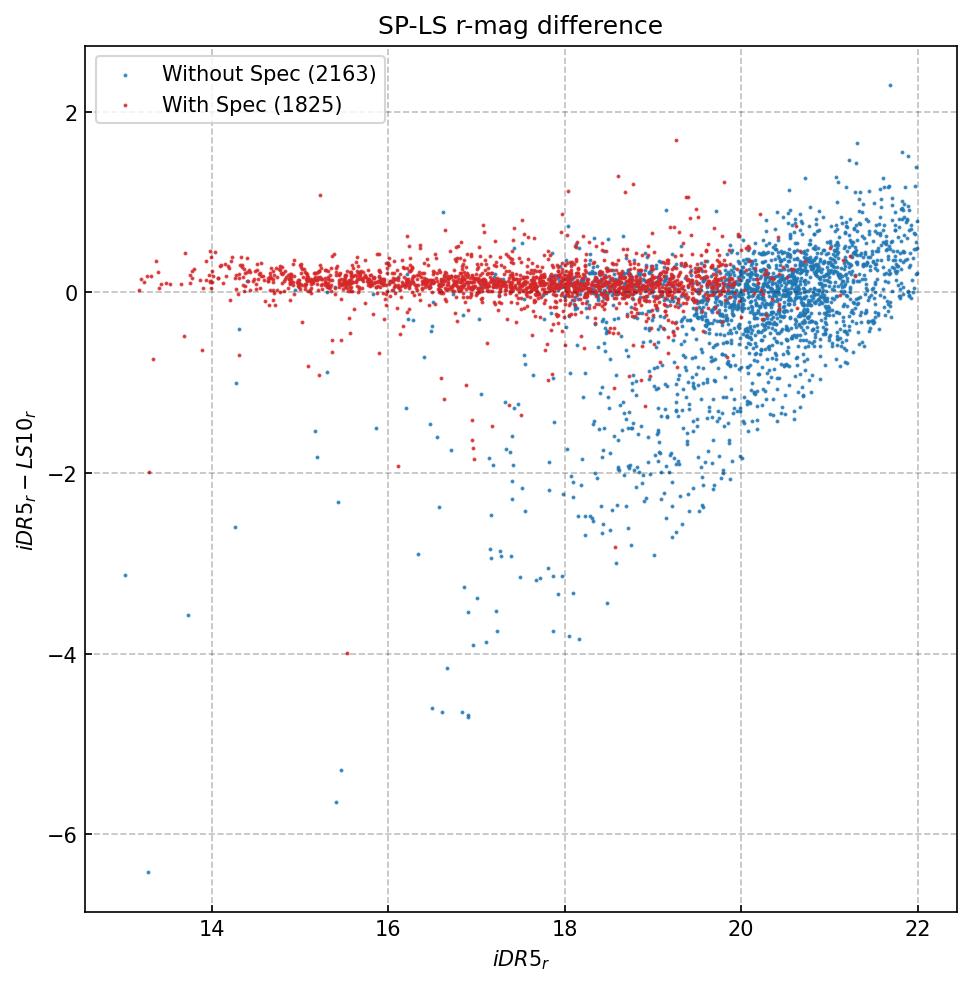 SP-LS r-mag difference
Without Spec (2163)
With Spec (1825)
2
0
−2
−4
−6
iDR5r − LS10r
14 16 18 20 22
iDR5r